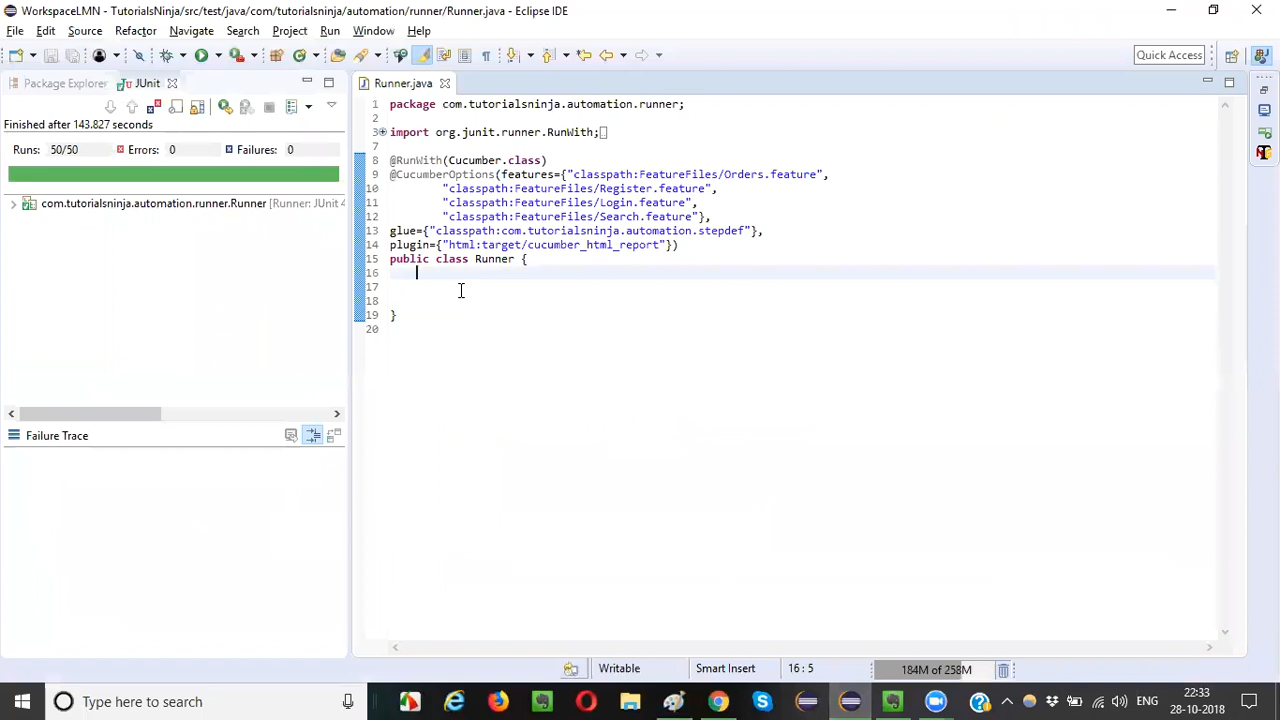 WorkspaceLMN - TutorialsNinja/src/test/java/com/tutorialsninja/automation/runner/Runner.java - Eclipse IDE
File Edit Source Refactor Navigate Search Project Run Window Help
Quick Access
Package Explorer JUnit
Finished after 143.827 seconds
Runs: 50/50 Errors: 0 Failures: 0
com.tutorialsninja.automation.runner.Runner [Runner: JUnit 4
Failure Trace
Runner.java
1 package com.tutorialsninja.automation.runner;
2
3 import org.junit.runner.RunWith;
7
8 @RunWith(Cucumber.class)
9 @CucumberOptions(features={"classpath:FeatureFiles/Orders.feature",
10 "classpath:FeatureFiles/Register.feature",
11 "classpath:FeatureFiles/Login.feature",
12 "classpath:FeatureFiles/Search.feature"},
13 glue={"classpath:com.tutorialsninja.automation.stepdef"},
14 plugin={"html:target/cucumber_html_report"})
15 public class Runner {
16
17
18
19 }
20
Writable Smart Insert 16 : 5 184M of 258M
Type here to search ENG 22:33
28-10-2018